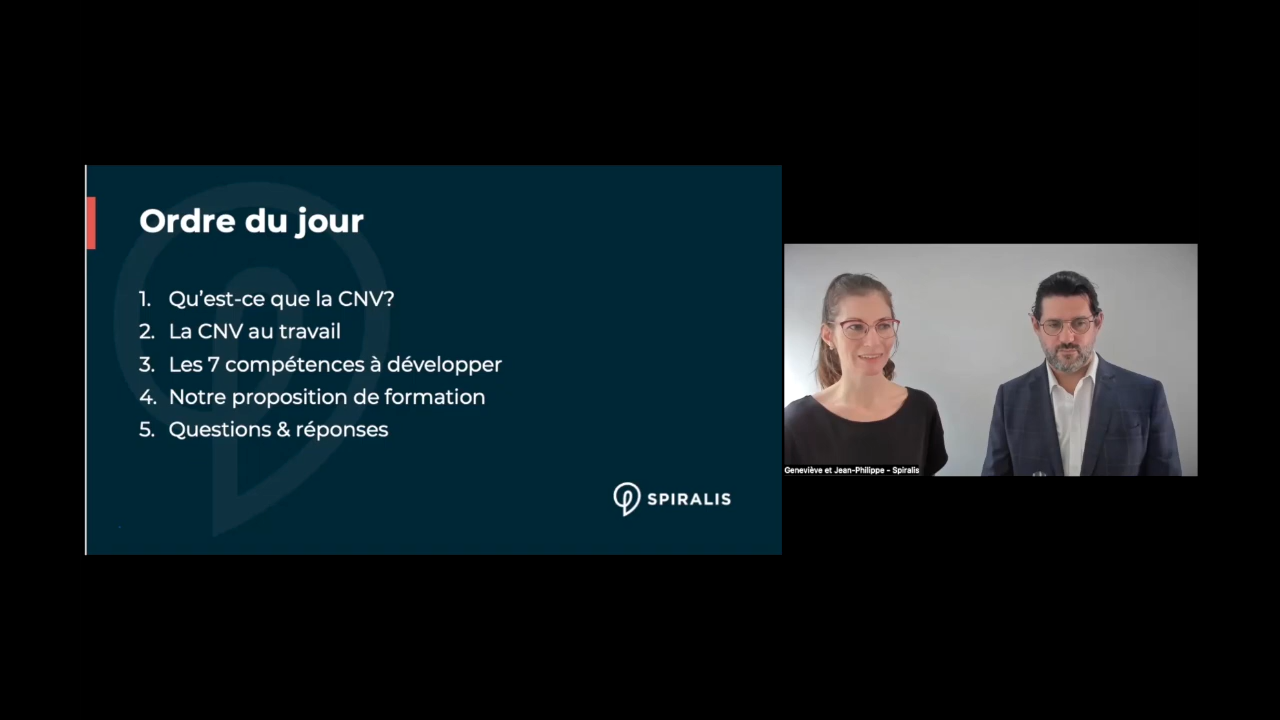 Ordre du jour
1. Qu'est-ce que la CNV?
2. La CNV au travail
3. Les 7 compétences à développer
4. Notre proposition de formation
5. Questions & réponses
SPIRALIS
Geneviève et Jean-Philippe - Spiralis